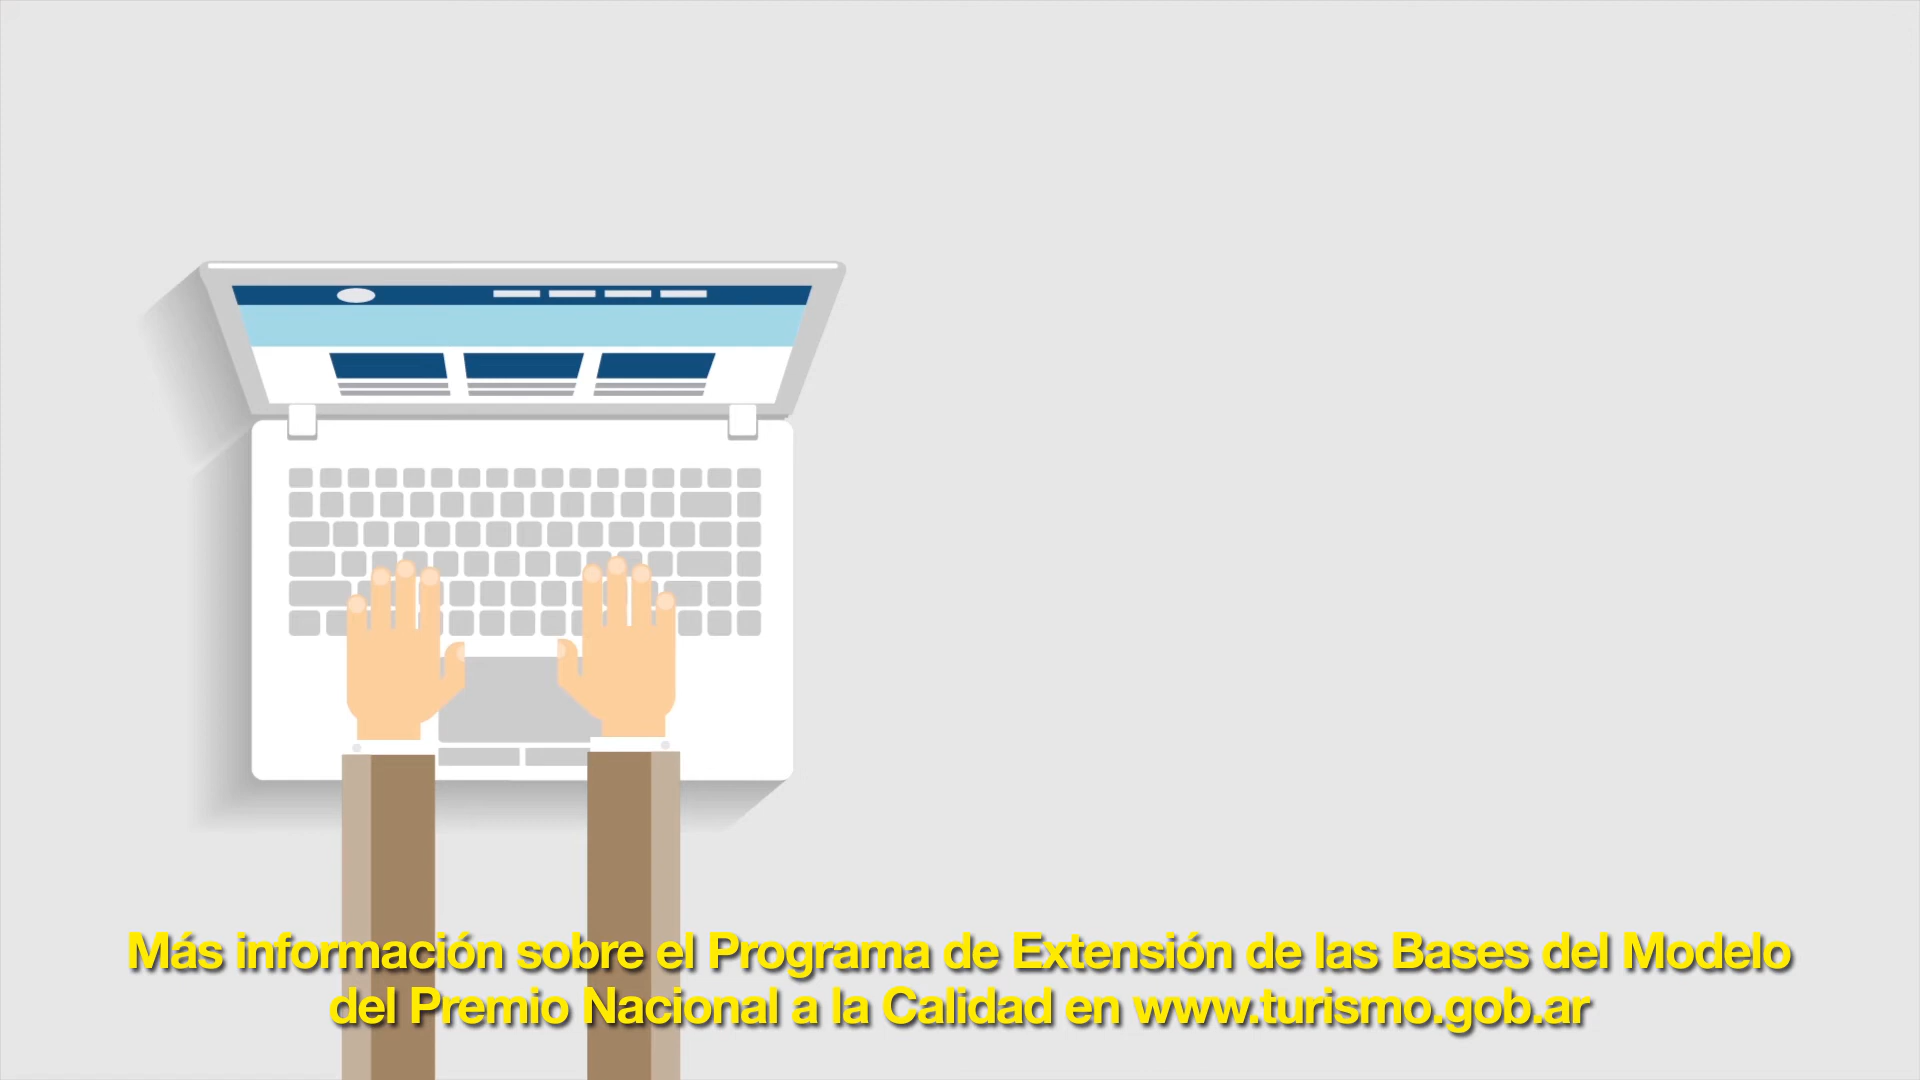 Más información sobre el Programa de Extensión de las Bases del Modelo
del Premio Nacional a la Calidad en www.turismo.gob.ar